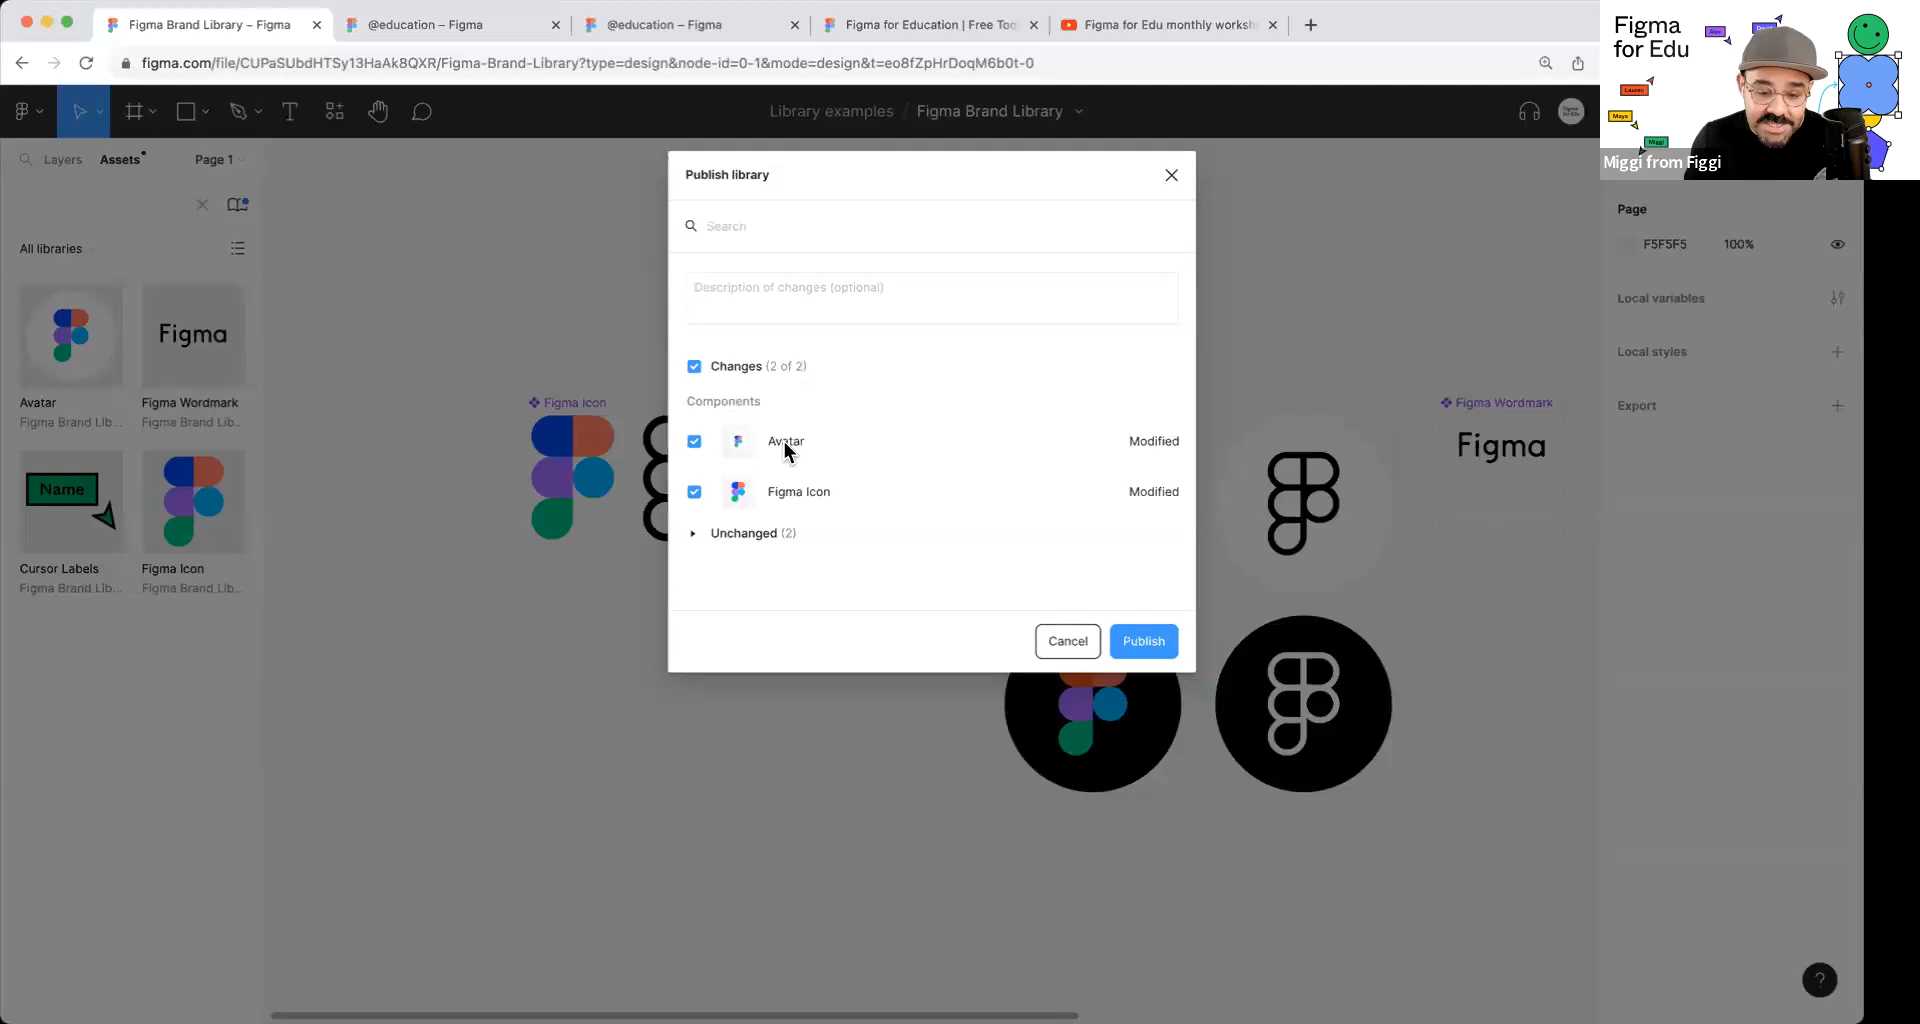 Figma Brand Library – Figma
@education – Figma
@education – Figma
Figma for Education | Free Too
Figma for Edu monthly worksh
figma.com/file/CUPaSUbdHTSy13HaAk8QXR/Figma-Brand-Library?type=design&node-id=0-1&mode=design&t=eo8fZpHrDoqM6b0t-0
Figma
for Edu
Alex
Lauren
Maya
Miggi
Miggi from Figgi
Library examples / Figma Brand Library
Layers
Assets
Page 1
All libraries
Figma
Avatar
Figma Brand Lib...
Figma Wordmark
Figma Brand Lib...
Name
Cursor Labels
Figma Brand Lib...
Figma Icon
Figma Brand Lib...
Publish library
Search
Description of changes (optional)
Changes (2 of 2)
Components
Avatar
Modified
Figma Icon
Modified
Unchanged (2)
Cancel
Publish
Figma Icon
Figma Wordmark
Figma
Page
F5F5F5
100%
Local variables
Local styles
Export
?